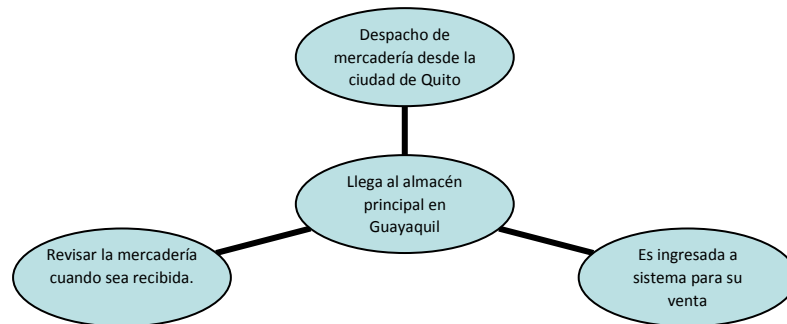 Despacho de
mercadería desde la
ciudad de Quito
Llega al almacén
principal en
Guayaquil
Revisar la mercadería
cuando sea recibida.
Es ingresada a
sistema para su
venta